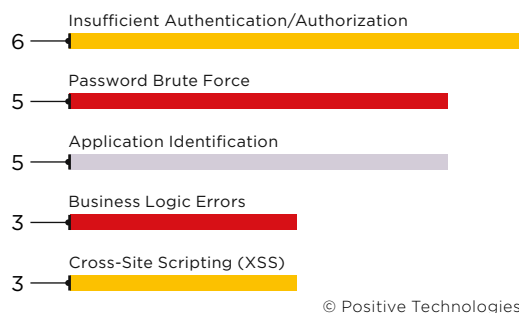 Insufficient Authentication/Authorization
6
Password Brute Force
5
Application Identification
5
Business Logic Errors
3
Cross-Site Scripting (XSS)
3
© Positive Technologies